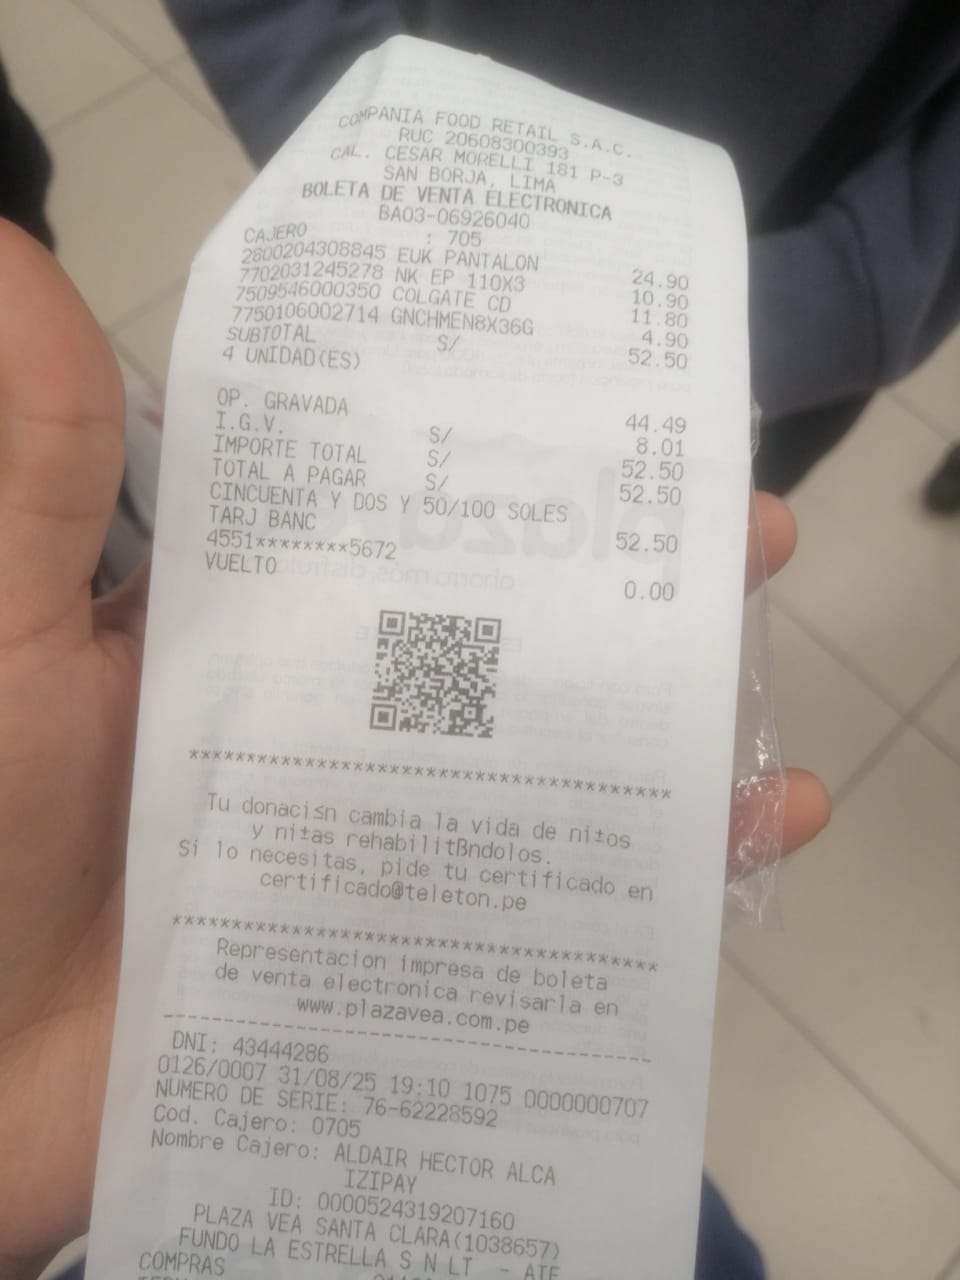 COMPANIA FOOD RETAIL S.A.C.
RUC 20608300393
CAL. CESAR MORELLI 181 P-3
SAN BORJA, LIMA
BOLETA DE VENTA ELECTRONICA
BA03-06926040
CAJERO : 705
2800204308845 EUK PANTALON 24.90
7702031245278 NK EP 110X3 10.90
7509546000350 COLGATE CD 11.80
7750106002714 GNCHMEN8X36G 4.90
SUBTOTAL S/ 52.50
4 UNIDAD(ES)
OP. GRAVADA S/ 44.49
I.G.V. S/ 8.01
IMPORTE TOTAL S/ 52.50
TOTAL A PAGAR 52.50
CINCUENTA Y DOS Y 50/100 SOLES
TARJ BANC 52.50
4551********5672
VUELTO 0.00
****************************************
Tu donaci≤n cambia la vida de ni±os
y ni±as rehabilitßndolos.
Si lo necesitas, pide tu certificado en
certificado@teleton.pe
****************************************
Representacion impresa de boleta
de venta electronica revisarla en
www.plazavea.com.pe
----------------------------------------
DNI: 43444286
0126/0007 31/08/25 19:10 1075 0000000707
NUMERO DE SERIE: 76-62228592
Cod. Cajero: 0705
Nombre Cajero: ALDAIR HECTOR ALCA
IZIPAY
ID: 0000524319207160
PLAZA VEA SANTA CLARA(1038657)
FUNDO LA ESTRELLA S N LT - ATE
COMPRAS